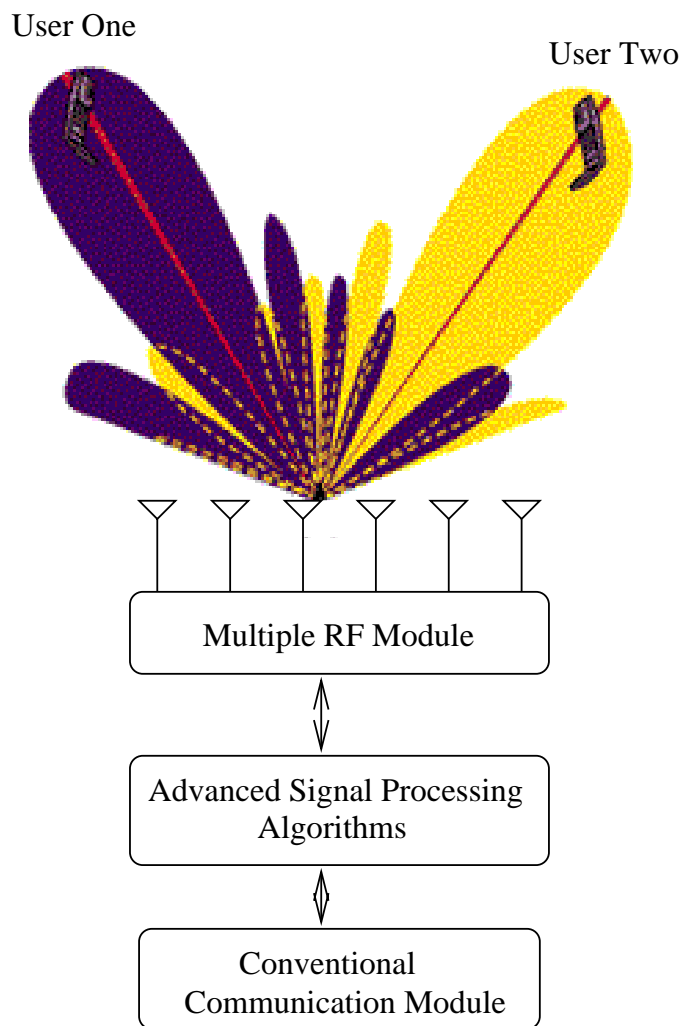 User One
User Two
Multiple RF Module
Advanced Signal Processing
Algorithms
Conventional
Communication Module